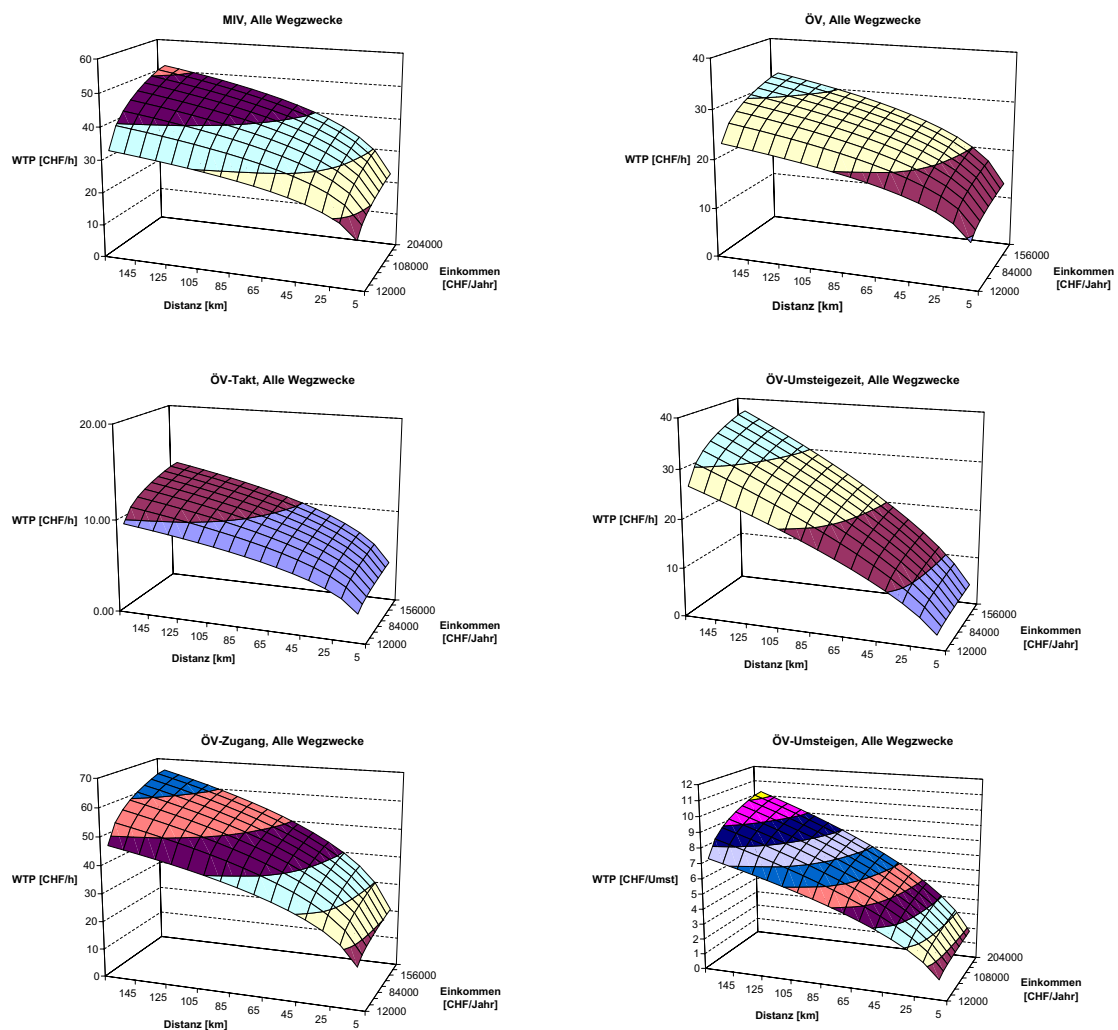 MIV, Alle Wegzwecke
60
50
40
30
20
10
0
WTP [CHF/h]
145 125 105 85 65 45 25 5
Distanz [km]
204000
108000
12000
Einkommen
[CHF/Jahr]
ÖV, Alle Wegzwecke
40
30
20
10
0
WTP [CHF/h]
145 125 105 85 65 45 25 5
Distanz [km]
156000
84000
12000
Einkommen
[CHF/Jahr]
ÖV-Takt, Alle Wegzwecke
20.00
10.00
0.00
WTP [CHF/h]
145 125 105 85 65 45 25 5
Distanz [km]
156000
84000
12000
Einkommen
[CHF/Jahr]
ÖV-Umsteigezeit, Alle Wegzwecke
40
30
20
10
0
WTP [CHF/h]
145 125 105 85 65 45 25 5
Distanz [km]
156000
84000
12000
Einkommen
[CHF/Jahr]
ÖV-Zugang, Alle Wegzwecke
70
60
50
40
30
20
10
0
WTP [CHF/h]
145 125 105 85 65 45 25 5
Distanz [km]
156000
84000
12000
Einkommen
[CHF/Jahr]
ÖV-Umsteigen, Alle Wegzwecke
12
11
10
9
8
7
6
5
4
3
2
1
0
WTP [CHF/Umst]
145 125 105 85 65 45 25 5
Distanz [km]
204000
108000
12000
Einkommen
[CHF/Jahr]